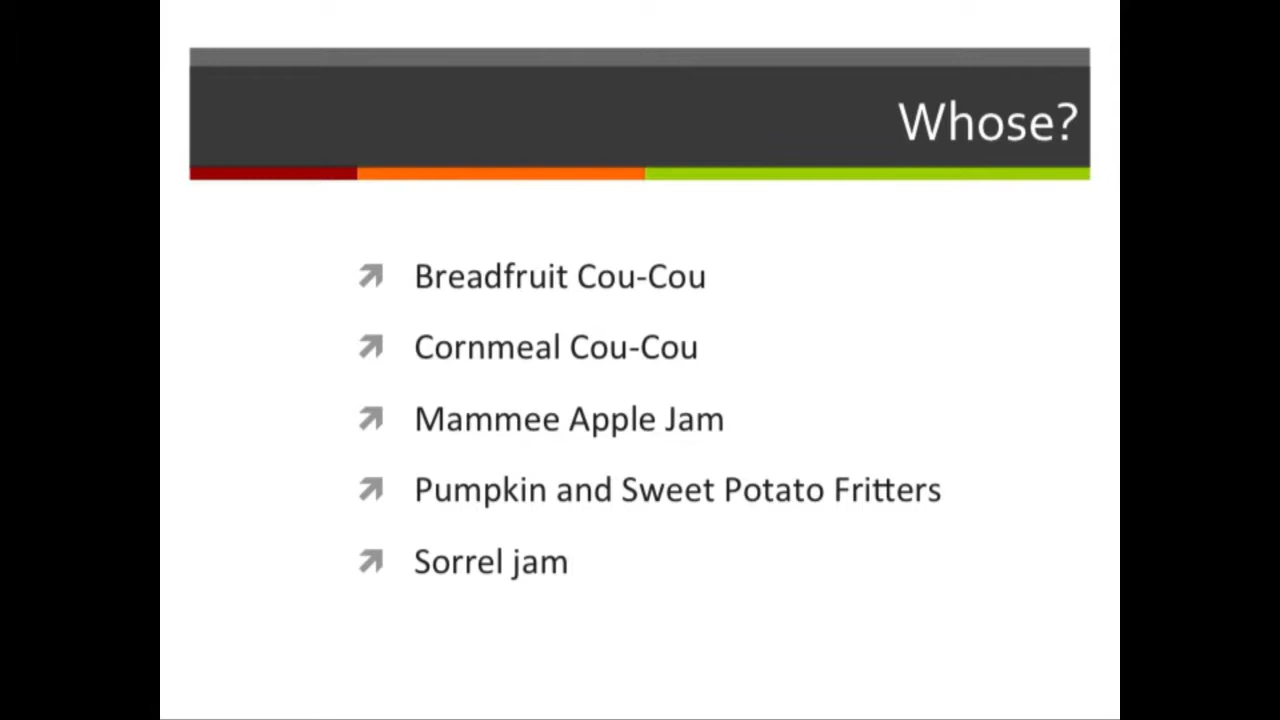 Whose?
Breadfruit Cou-Cou
Cornmeal Cou-Cou
Mammee Apple Jam
Pumpkin and Sweet Potato Fritters
Sorrel jam